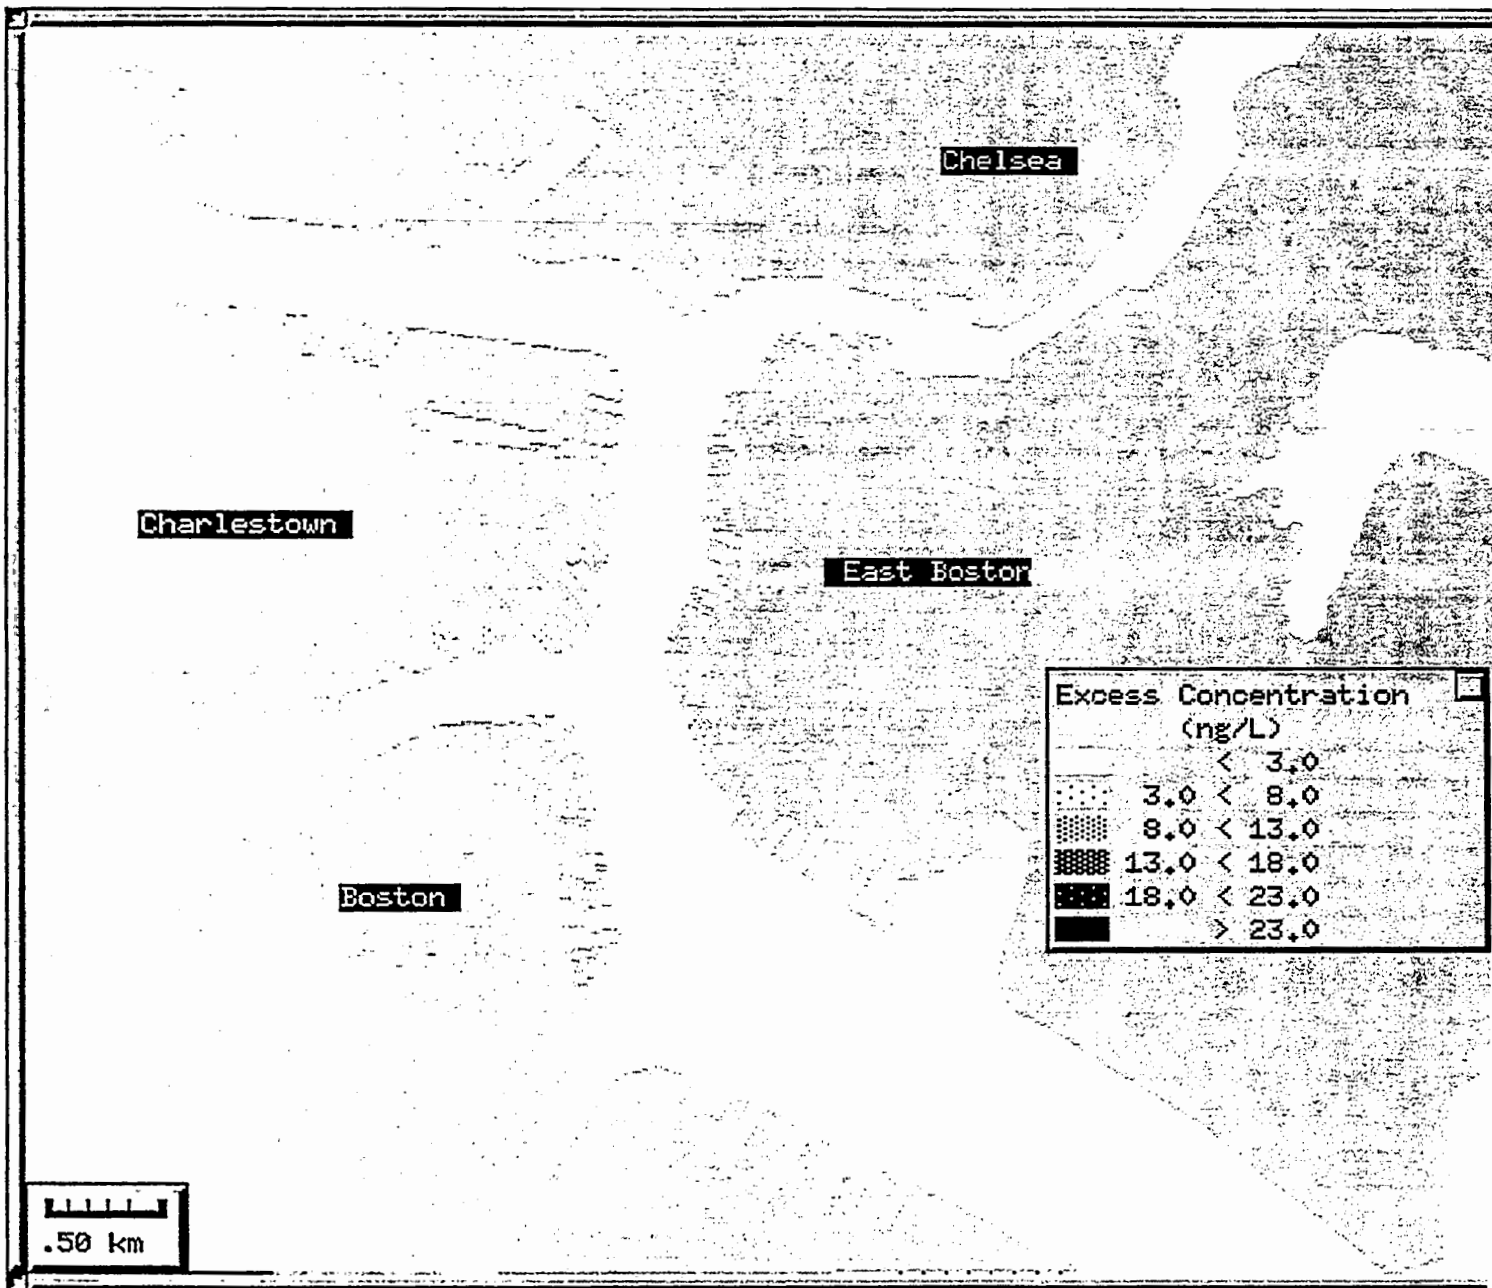 Chelsea
Charlestown
East Boston
Excess Concentration
(ng/L)
< 3.0
3.0 < 8.0
8.0 < 13.0
13.0 < 18.0
18.0 < 23.0
> 23.0
Boston
.50 km